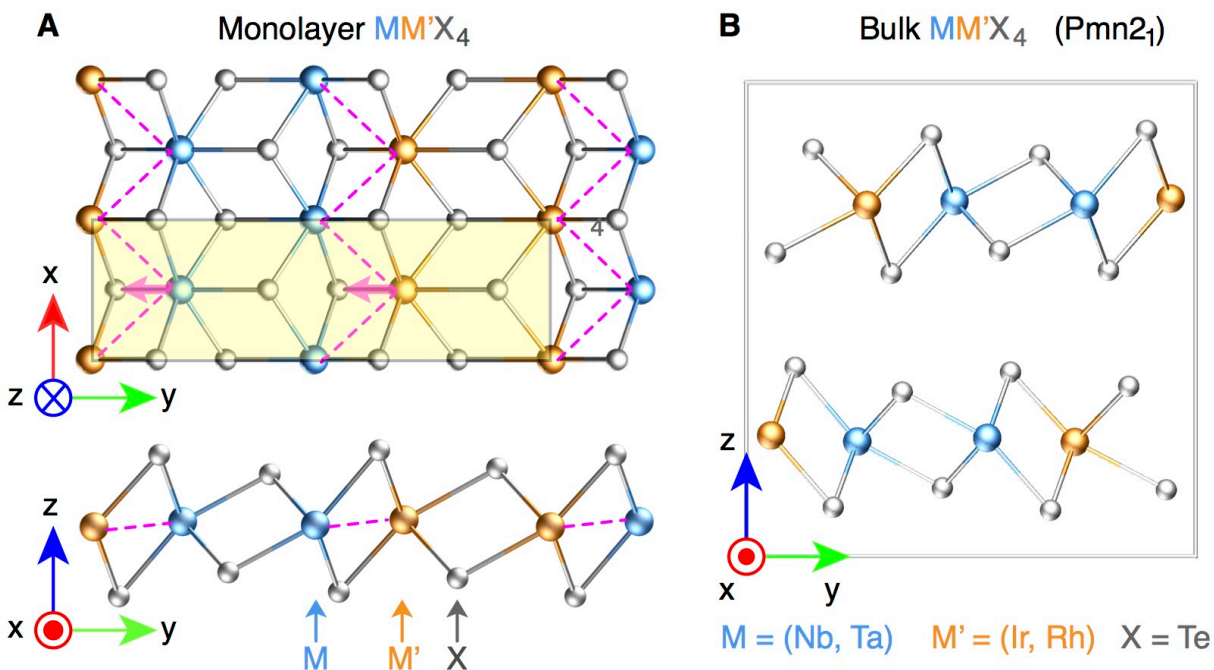 A Monolayer MM'X₄
x
z
y
4
z
x
y
M
M'
X
B Bulk MM'X₄ (Pmn2₁)
z
x
y
M = (Nb, Ta) M' = (Ir, Rh) X = Te